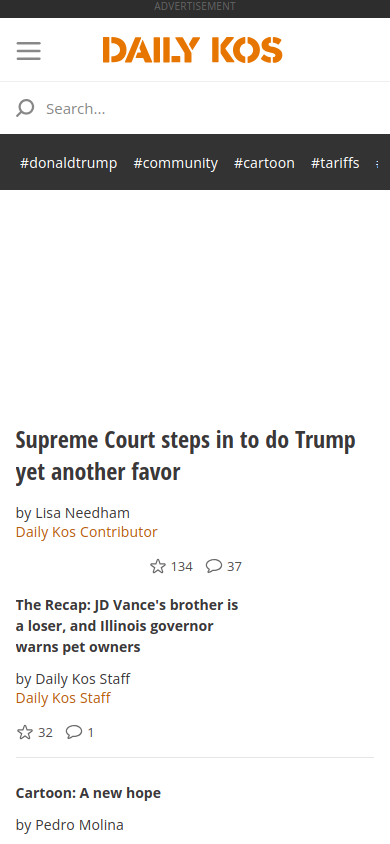 ADVERTISEMENT
DAILY KOS
Search...
#donaldtrump #community #cartoon #tariffs
Supreme Court steps in to do Trump
yet another favor
by Lisa Needham
Daily Kos Contributor
134 37
The Recap: JD Vance's brother is
a loser, and Illinois governor
warns pet owners
by Daily Kos Staff
Daily Kos Staff
32 1
Cartoon: A new hope
by Pedro Molina